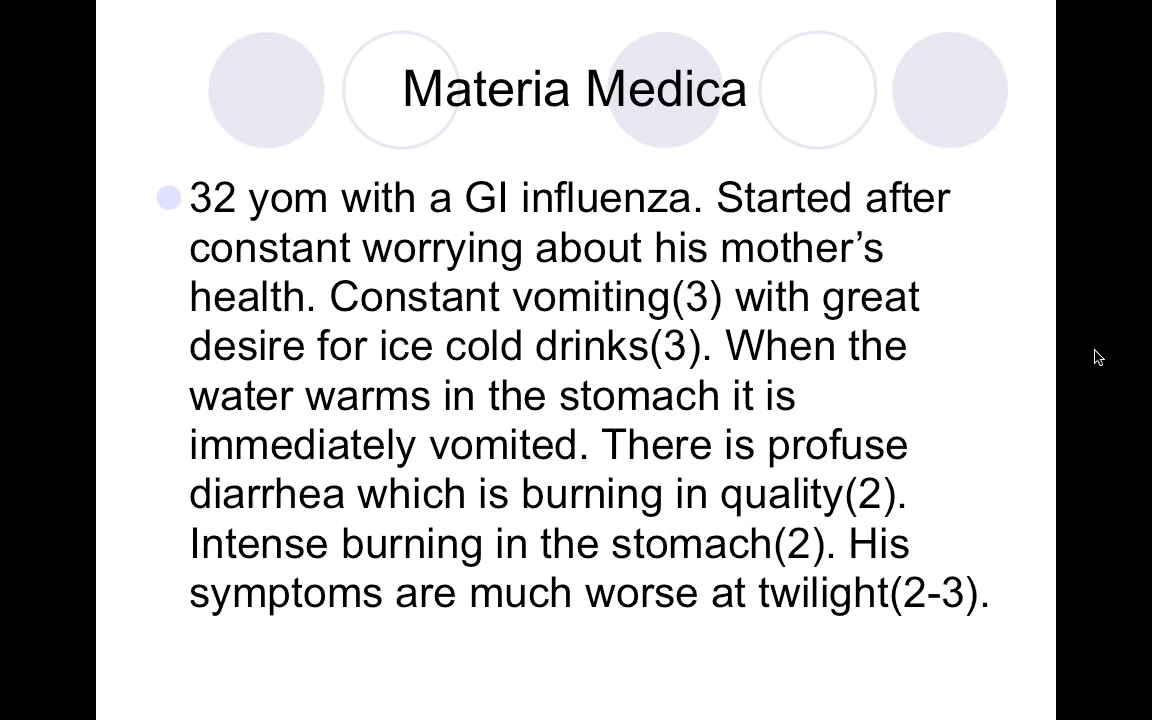 Materia Medica
32 yom with a GI influenza. Started after
constant worrying about his mother’s
health. Constant vomiting(3) with great
desire for ice cold drinks(3). When the
water warms in the stomach it is
immediately vomited. There is profuse
diarrhea which is burning in quality(2).
Intense burning in the stomach(2). His
symptoms are much worse at twilight(2-3).